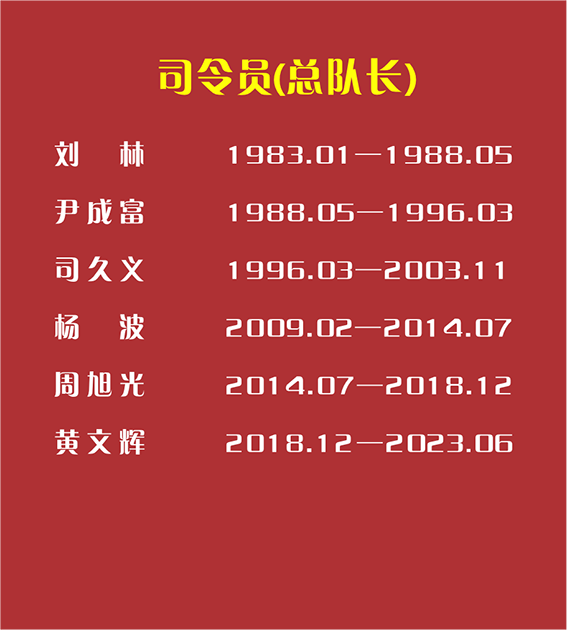 司令员(总队长)
刘　林 1983.01—1988.05
尹成富 1988.05—1996.03
司久义 1996.03—2003.11
杨　波 2009.02—2014.07
周旭光 2014.07—2018.12
黄文辉 2018.12—2023.06